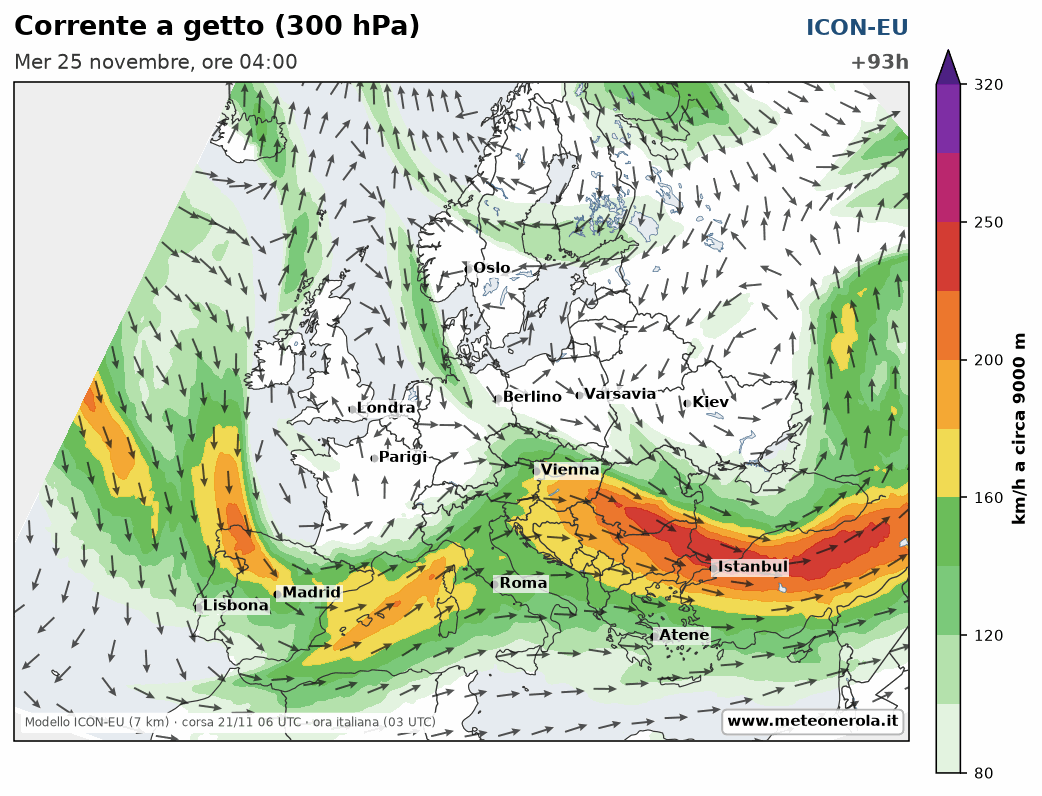 Corrente a getto (300 hPa)
ICON-EU
Mer 25 novembre, ore 04:00
+93h
320
250
200
160
120
80
km/h a circa 9000 m
Oslo
Londra
Berlino
Varsavia
Kiev
Parigi
Vienna
Istanbul
Roma
Madrid
Lisbona
Atene
Modello ICON-EU (7 km) · corsa 21/11 06 UTC · ora italiana (03 UTC)
www.meteonerola.it